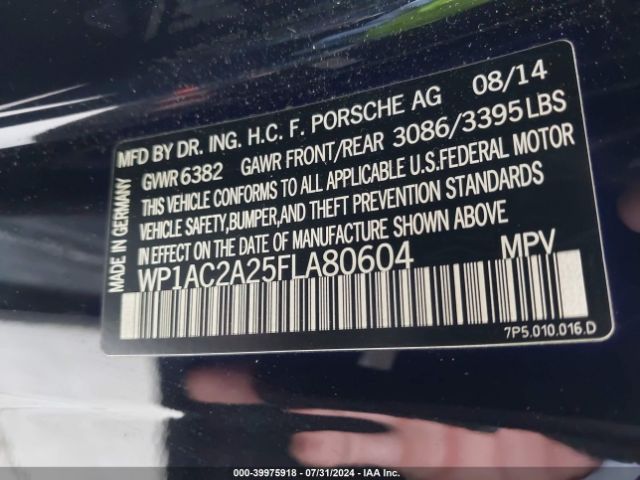 MFD BY DR. ING. H.C. F. PORSCHE AG 08/14
GVWR 6382 GAWR FRONT/REAR 3086/3395 LBS
THIS VEHICLE CONFORMS TO ALL APPLICABLE U.S.FEDERAL MOTOR
VEHICLE SAFETY,BUMPER,AND THEFT PREVENTION STANDARDS
IN EFFECT ON DATE OF MANUFACTURE SHOWN ABOVE
WP1AC2A25FLA80604 MPV
MADE IN GERMANY
7P5.010.016.D
000-39975918 - 07/31/2024 - IAA Inc.